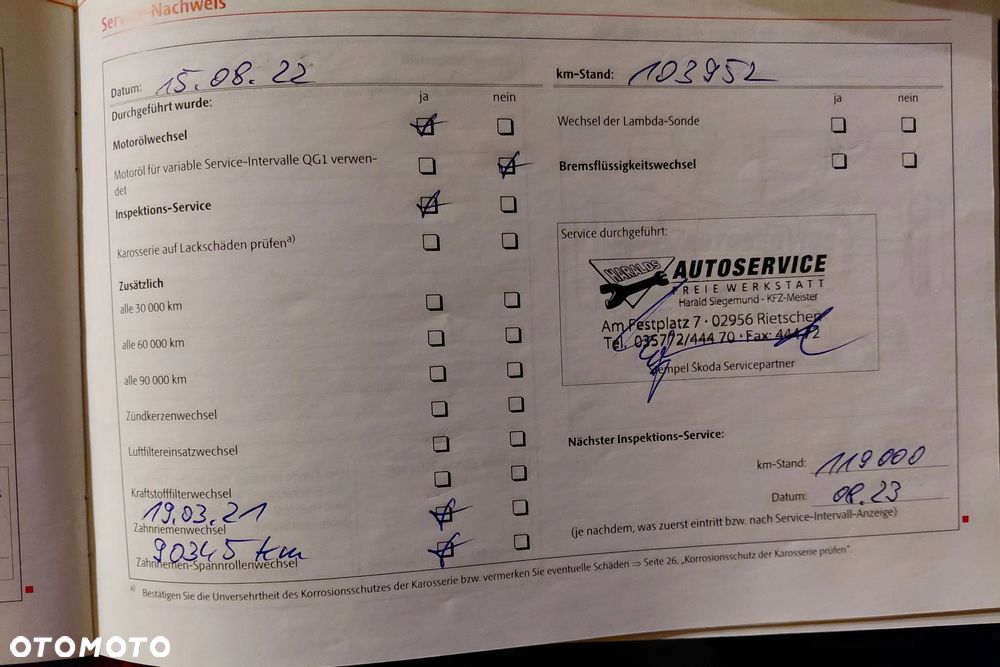 Service-Nachweis
Datum: 15.08.22
km-Stand: 103952
Durchgeführt wurde:
ja nein
ja nein
Motorölwechsel
Motoröl für variable Service-Intervalle QG1 verwen-
det
Inspektions-Service
Karosserie auf Lackschäden prüfen a)
Zusätzlich
alle 30 000 km
alle 60 000 km
alle 90 000 km
Zündkerzenwechsel
Luftfiltereinsatzwechsel
Kraftstofffilterwechsel
19.03.21
Zahnriemenwechsel
90345 km
Zahnriemen-Spannrollenwechsel
Wechsel der Lambda-Sonde
Bremsflüssigkeitswechsel
Service durchgeführt:
HARALDS
AUTOSERVICE
FREIE WERKSTATT
Harald Siegemund - KFZ-Meister
Am Festplatz 7 · 02956 Rietschen
Tel. 035772/444 70 · Fax: 444 72
Stempel Škoda Servicepartner
Nächster Inspektions-Service:
km-Stand: 119000
Datum: 08.23
(je nachdem, was zuerst eintritt bzw. nach Service-Intervall-Anzeige)
a) Bestätigen Sie die Unversehrtheit des Korrosionsschutzes der Karosserie bzw. vermerken Sie eventuelle Schäden ⇒ Seite 26, „Korrosionsschutz der Karosserie prüfen“.
OTOMOTO